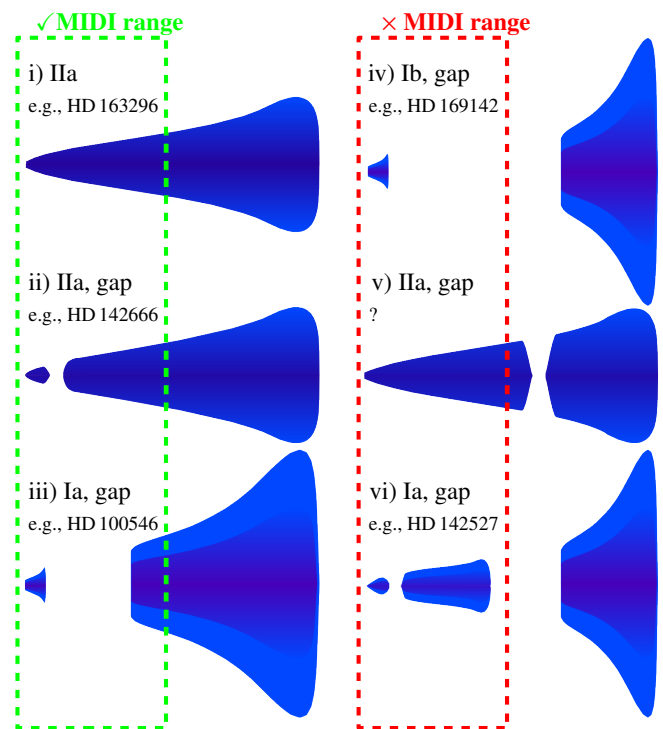 ✓MIDI range
i) IIa
e.g., HD 163296
ii) IIa, gap
e.g., HD 142666
iii) Ia, gap
e.g., HD 100546
× MIDI range
iv) Ib, gap
e.g., HD 169142
v) IIa, gap
?
vi) Ia, gap
e.g., HD 142527